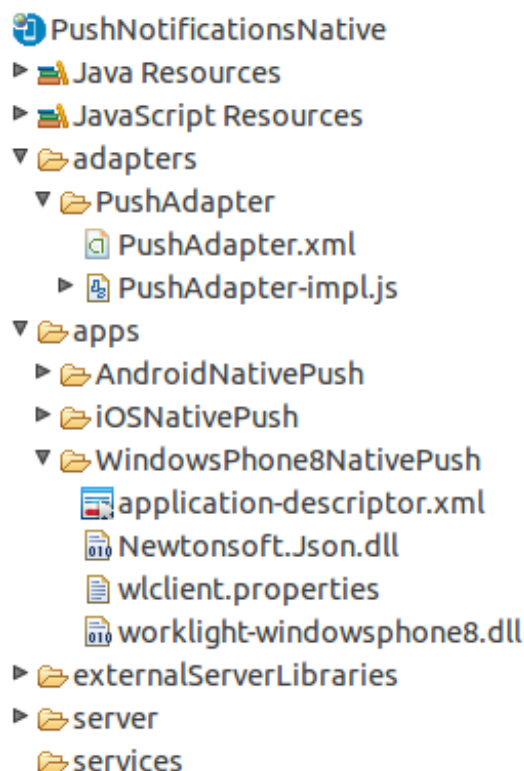 PushNotificationsNative
Java Resources
JavaScript Resources
adapters
PushAdapter
PushAdapter.xml
PushAdapter-impl.js
apps
AndroidNativePush
iOSNativePush
WindowsPhone8NativePush
application-descriptor.xml
Newtonsoft.Json.dll
wlclient.properties
worklight-windowsphone8.dll
externalServerLibraries
server
services